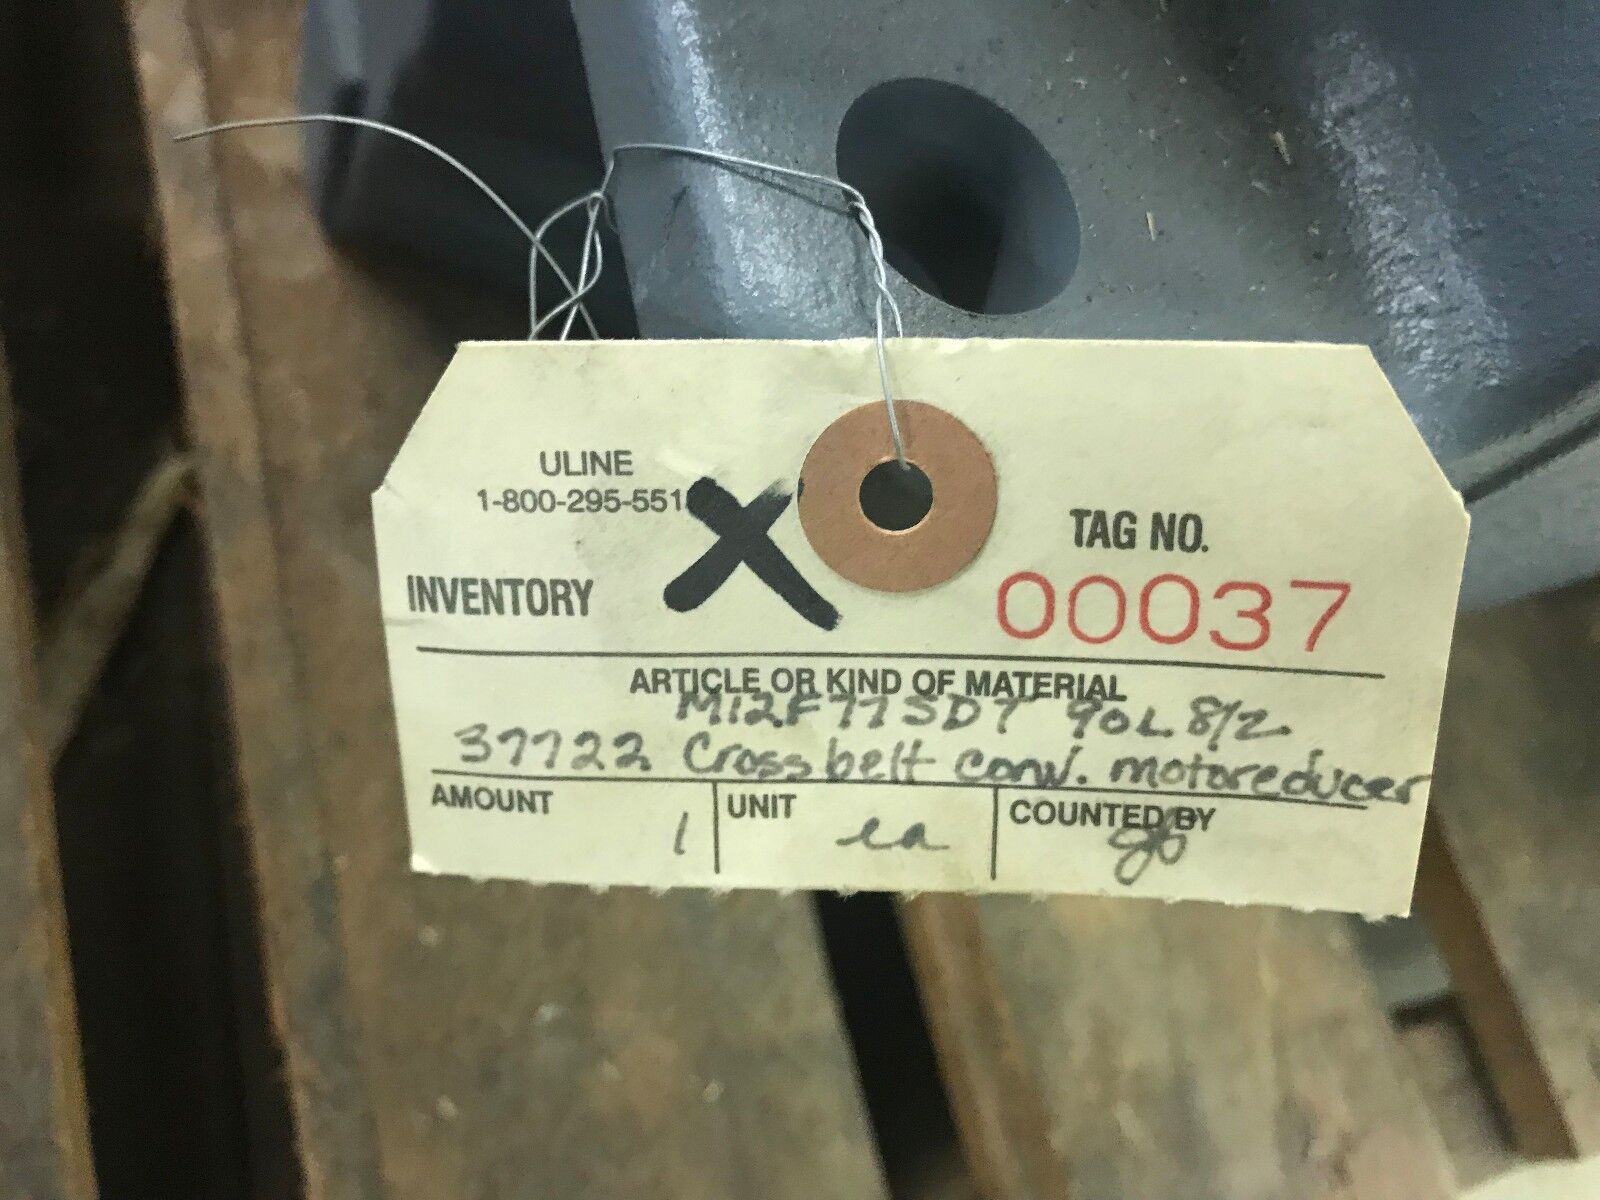 ULINE
1-800-295-551
TAG NO.
INVENTORY X
00037
ARTICLE OR KIND OF MATERIAL
M12F77SDT 90L 8/2
37722 Crossbelt conv. motoreducer
AMOUNT 1 UNIT ea COUNTED BY